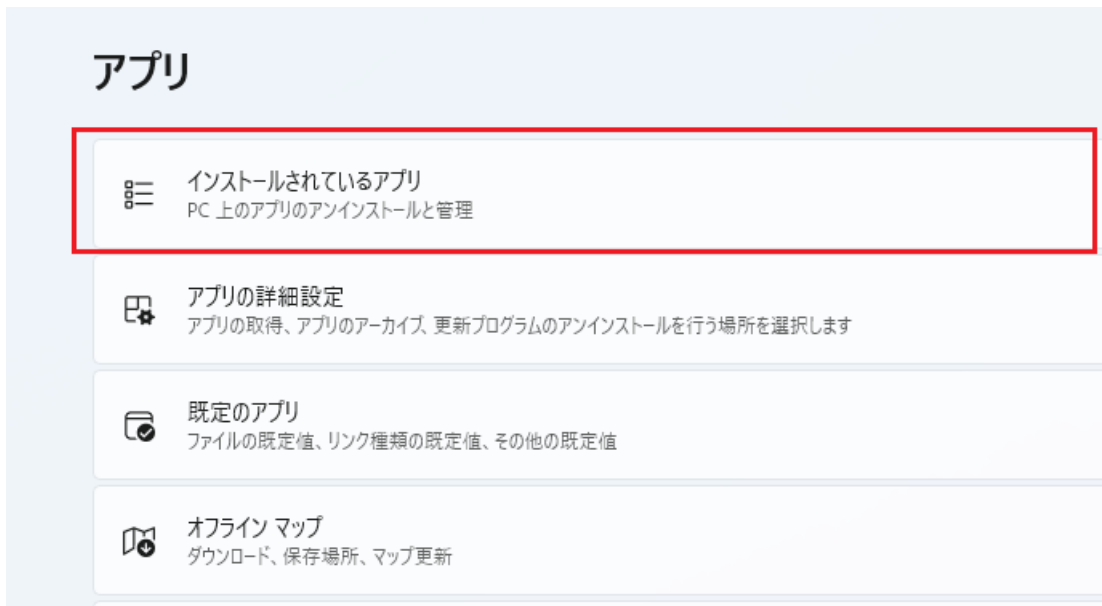 アプリ
インストールされているアプリ
PC 上のアプリのアンインストールと管理
アプリの詳細設定
アプリの取得、アプリのアーカイブ、更新プログラムのアンインストールを行う場所を選択します
既定のアプリ
ファイルの既定値、リンク種類の既定値、その他の既定値
オフライン マップ
ダウンロード、保存場所、マップ更新